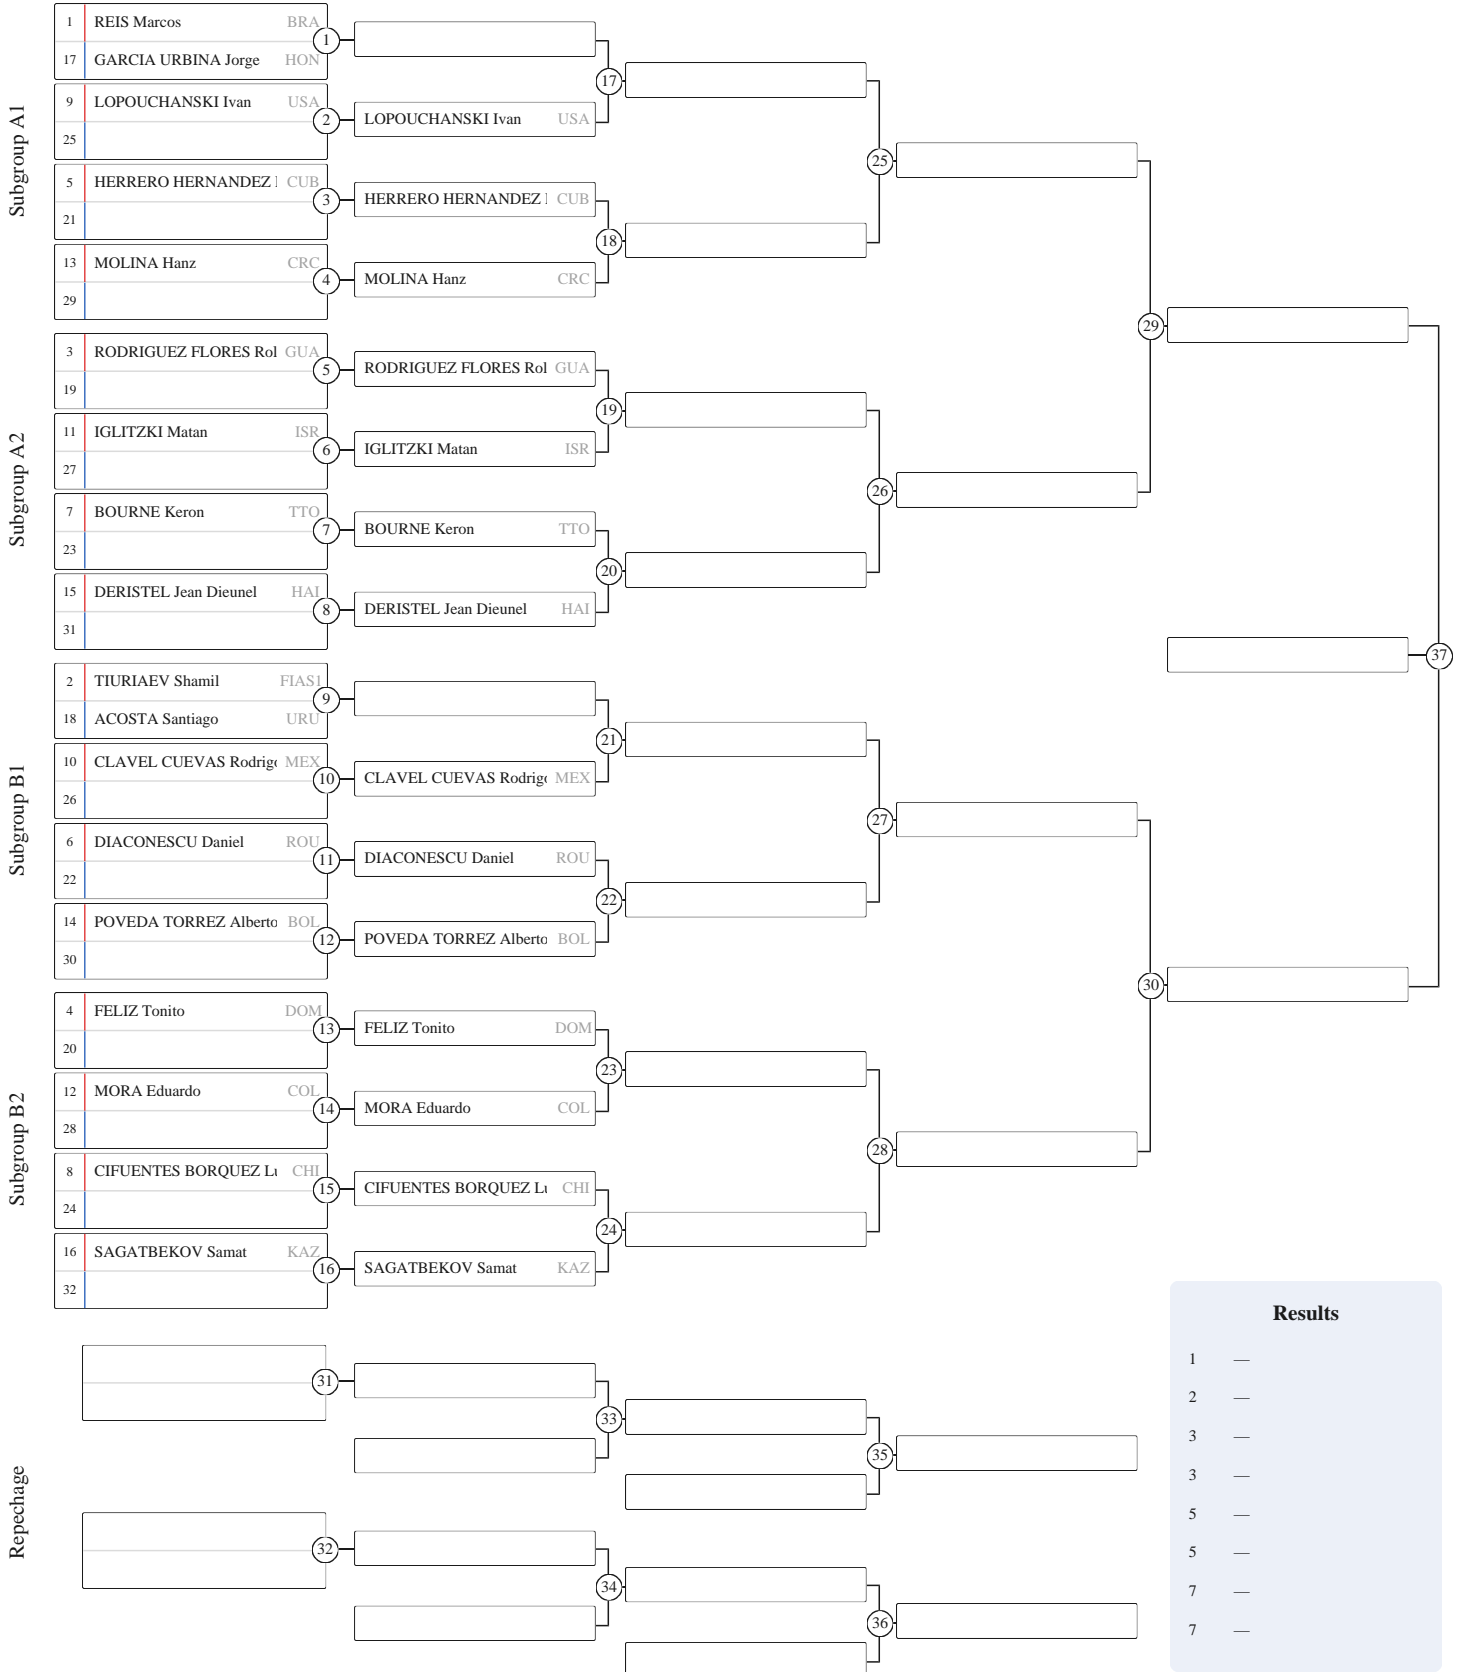 Subgroup A1
1 REIS Marcos BRA
17 GARCIA URBINA Jorge HON
1
9 LOPOUCHANSKI Ivan USA
25
2
LOPOUCHANSKI Ivan USA
17
5 HERRERO HERNANDEZ CUB
21
3
HERRERO HERNANDEZ CUB
13 MOLINA Hanz CRC
29
4
MOLINA Hanz CRC
18
25
Subgroup A2
3 RODRIGUEZ FLORES Rol GUA
19
5
RODRIGUEZ FLORES Rol GUA
11 IGLITZKI Matan ISR
27
6
IGLITZKI Matan ISR
19
7 BOURNE Keron TTO
23
7
BOURNE Keron TTO
15 DERISTEL Jean Dieunel HAI
31
8
DERISTEL Jean Dieunel HAI
20
26
29
Subgroup B1
2 TIURIAEV Shamil FIAS1
18 ACOSTA Santiago URU
9
10 CLAVEL CUEVAS Rodrigo MEX
26
10
CLAVEL CUEVAS Rodrigo MEX
21
6 DIACONESCU Daniel ROU
22
11
DIACONESCU Daniel ROU
14 POVEDA TORREZ Alberto BOL
30
12
POVEDA TORREZ Alberto BOL
22
27
Subgroup B2
4 FELIZ Tonito DOM
20
13
FELIZ Tonito DOM
12 MORA Eduardo COL
28
14
MORA Eduardo COL
23
8 CIFUENTES BORQUEZ CHI
24
15
CIFUENTES BORQUEZ CHI
16 SAGATBEKOV Samat KAZ
32
16
SAGATBEKOV Samat KAZ
24
28
30
37
Repechage
31
33
35
32
34
36
Results
1 —
2 —
3 —
3 —
5 —
5 —
7 —
7 —